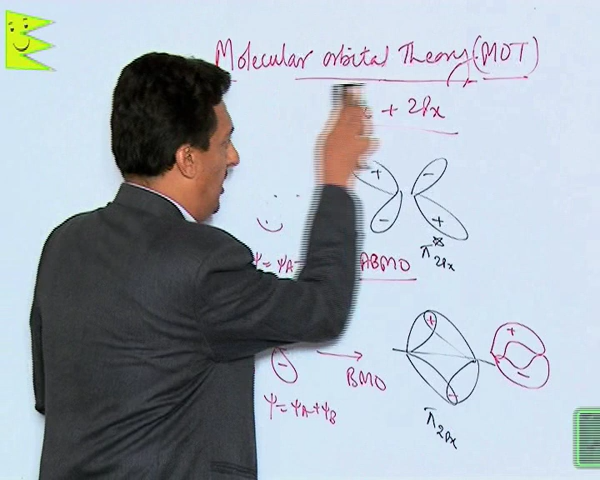 Molecular orbital Theory (MOT)
+ 2Px
+ -
- +
π*2Px
Ψ = ΨA- ABMO
+ +
-
- BMO
+
Ψ = ΨA + ΨB
π2Px